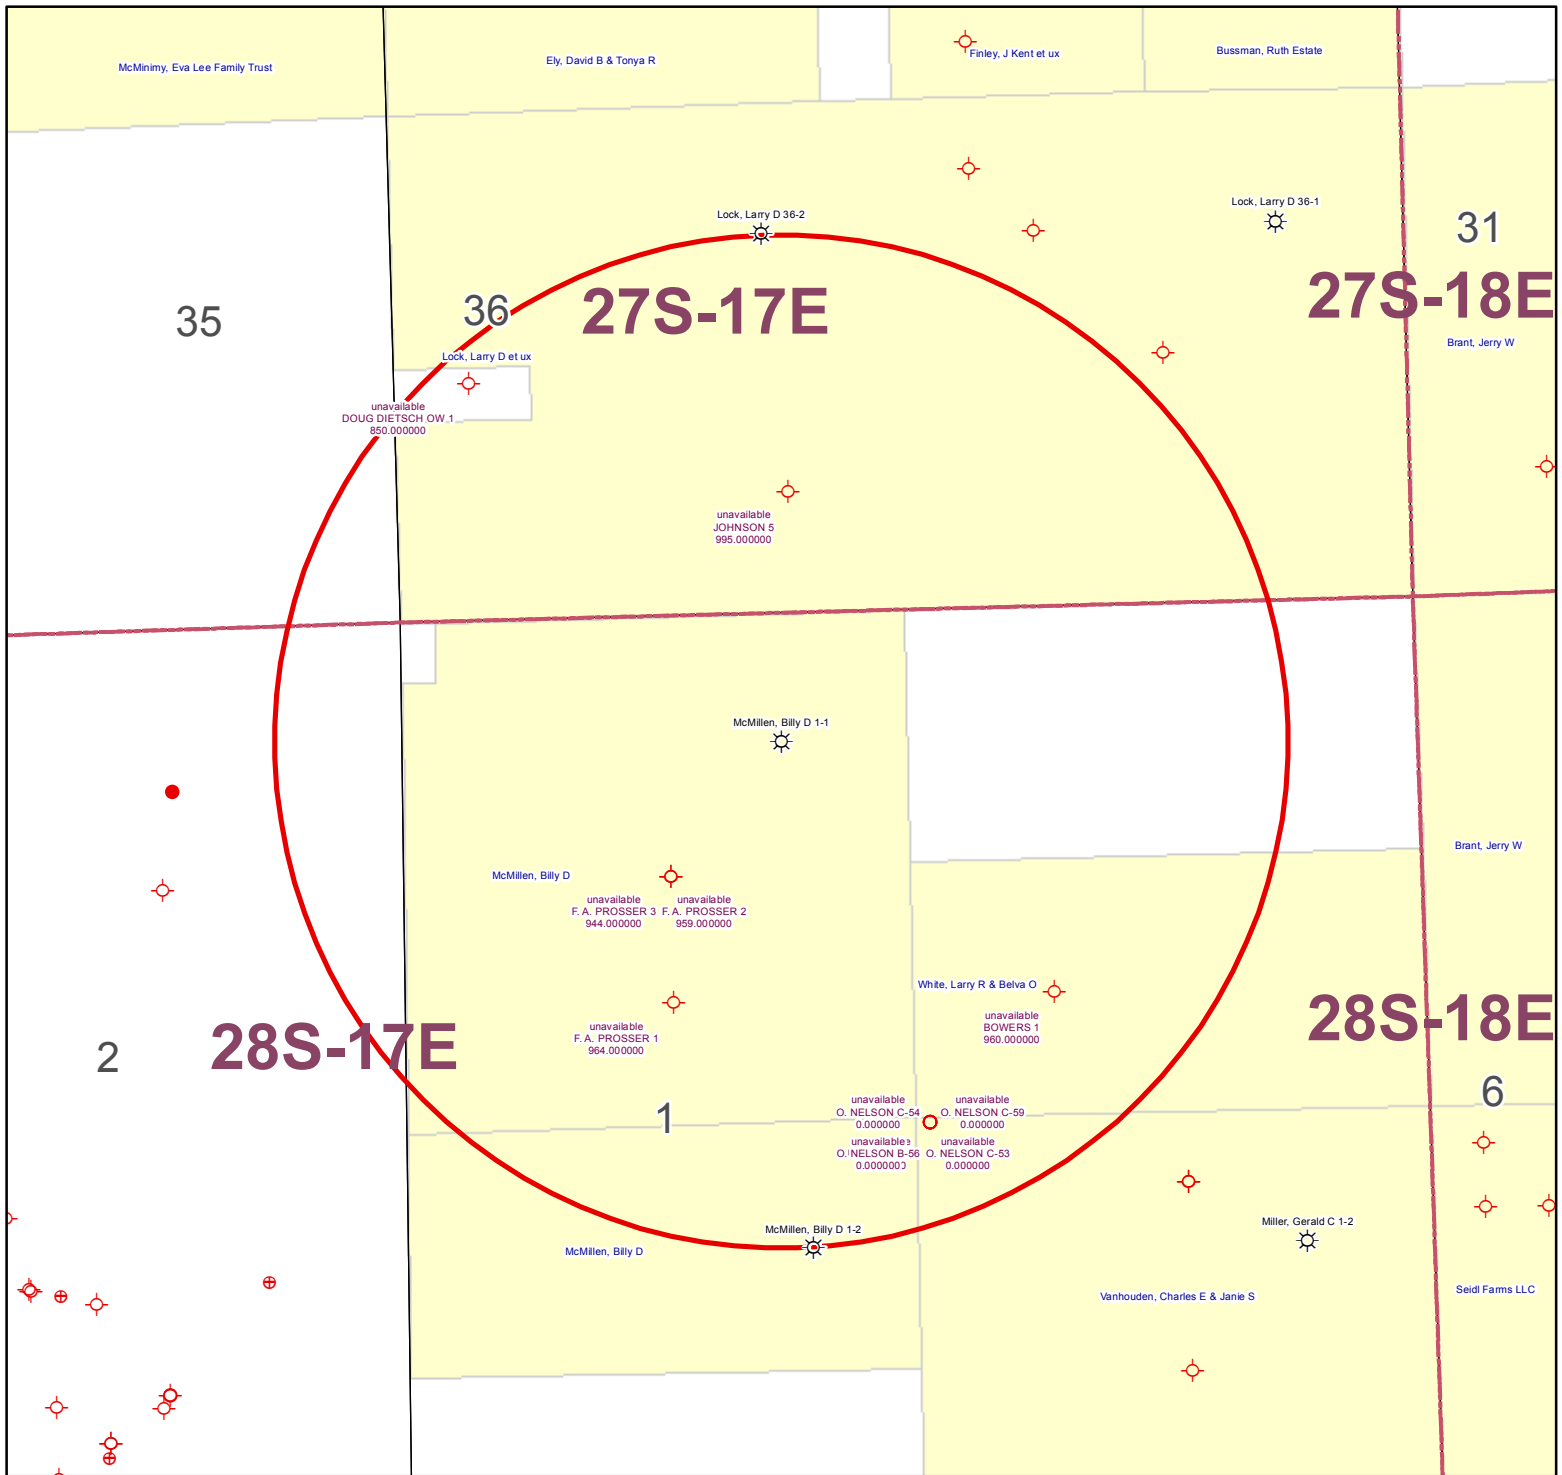 McMinimy, Eva Lee Family Trust
Ely, David B & Tonya R
Finley, J Kent et ux
Bussman, Ruth Estate
Lock, Larry D 36-2
Lock, Larry D 36-1
31
35
36
27S-17E
27S-18E
Brant, Jerry W
Lock, Larry D et ux
unavailable
DOUG DIETSCH OW 1
850.000000
unavailable
JOHNSON 5
995.000000
McMillen, Billy D 1-1
Brant, Jerry W
McMillen, Billy D
unavailable
F. A. PROSSER 3
944.000000
unavailable
F. A. PROSSER 2
959.000000
White, Larry R & Belva O
unavailable
BOWERS 1
960.000000
unavailable
F. A. PROSSER 1
964.000000
28S-17E
28S-18E
2
1
6
unavailable
O. NELSON C-54
0.000000
unavailable
O. NELSON C-59
0.000000
unavailable
O. NELSON B-56
0.000000
unavailable
O. NELSON C-53
0.000000
McMillen, Billy D 1-2
McMillen, Billy D
Miller, Gerald C 1-2
Vanhouden, Charles E & Janie S
Seidl Farms LLC